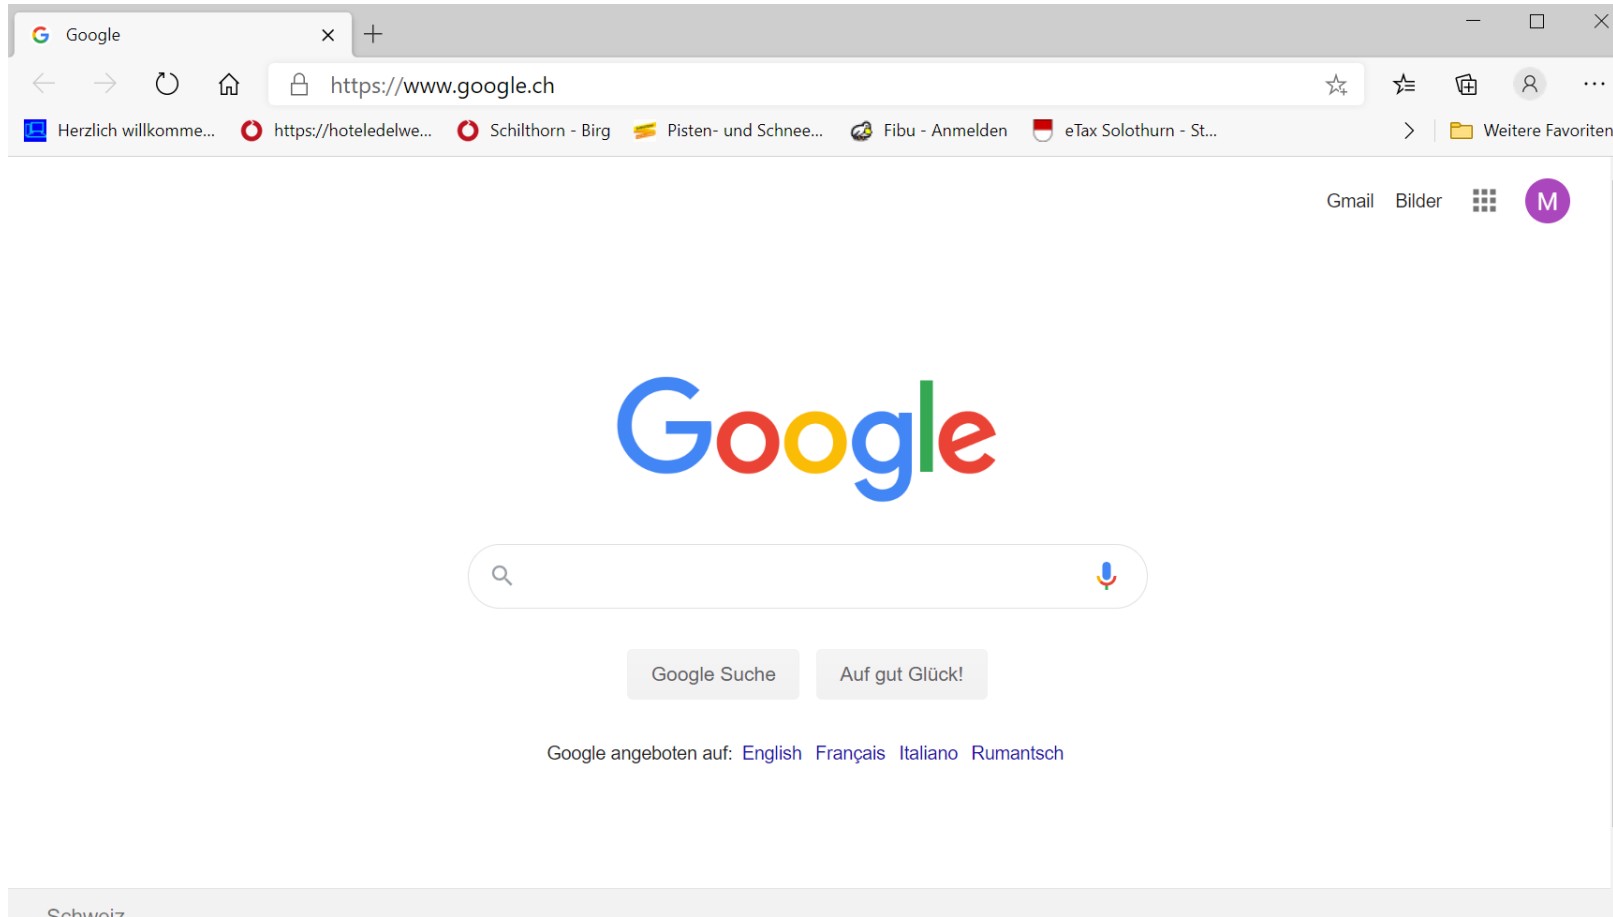 Google
https://www.google.ch
Herzlich willkomme... https://hoteledelwe... Schilthorn - Birg Pisten- und Schnee... Fibu - Anmelden eTax Solothurn - St... Weitere Favoriten
Gmail Bilder M
Google
Google Suche Auf gut Glück!
Google angeboten auf: English Français Italiano Rumantsch
Schweiz